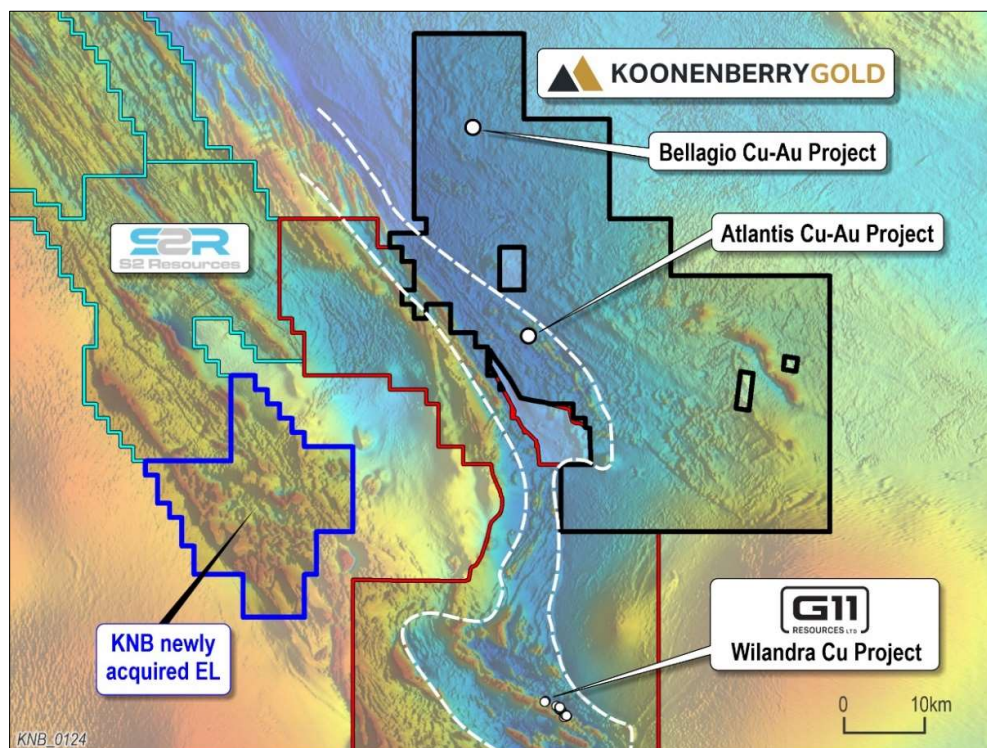 KOONENBERRYGOLD
Bellagio Cu-Au Project
Atlantis Cu-Au Project
S2R
S2 RESOURCES
KNB newly
acquired EL
G11
RESOURCES LTD
Wilandra Cu Project
0 10km
KNB_0124